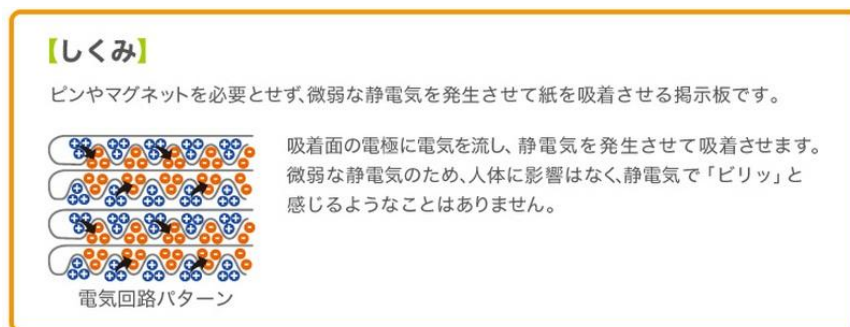 【しくみ】
ピンやマグネットを必要とせず、微弱な静電気を発生させて紙を吸着させる掲示板です。
吸着面の電極に電気を流し、静電気を発生させて吸着させます。
微弱な静電気のため、人体に影響はなく、静電気で「ビリッ」と
感じるようなことはありません。
電気回路パターン